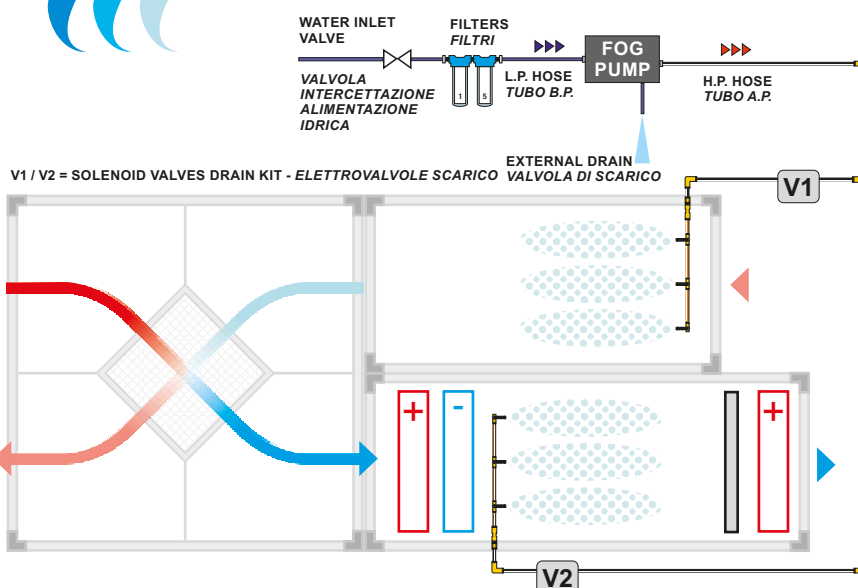 WATER INLET
VALVE
VALVOLA
INTERCETTAZIONE
ALIMENTAZIONE
IDRICA
FILTERS
FILTRI
1 5
L.P. HOSE
TUBO B.P.
FOG
PUMP
H.P. HOSE
TUBO A.P.
EXTERNAL DRAIN
VALVOLA DI SCARICO
V1 / V2 = SOLENOID VALVES DRAIN KIT - ELETTROVALVOLE SCARICO
V1
+ - +
V2